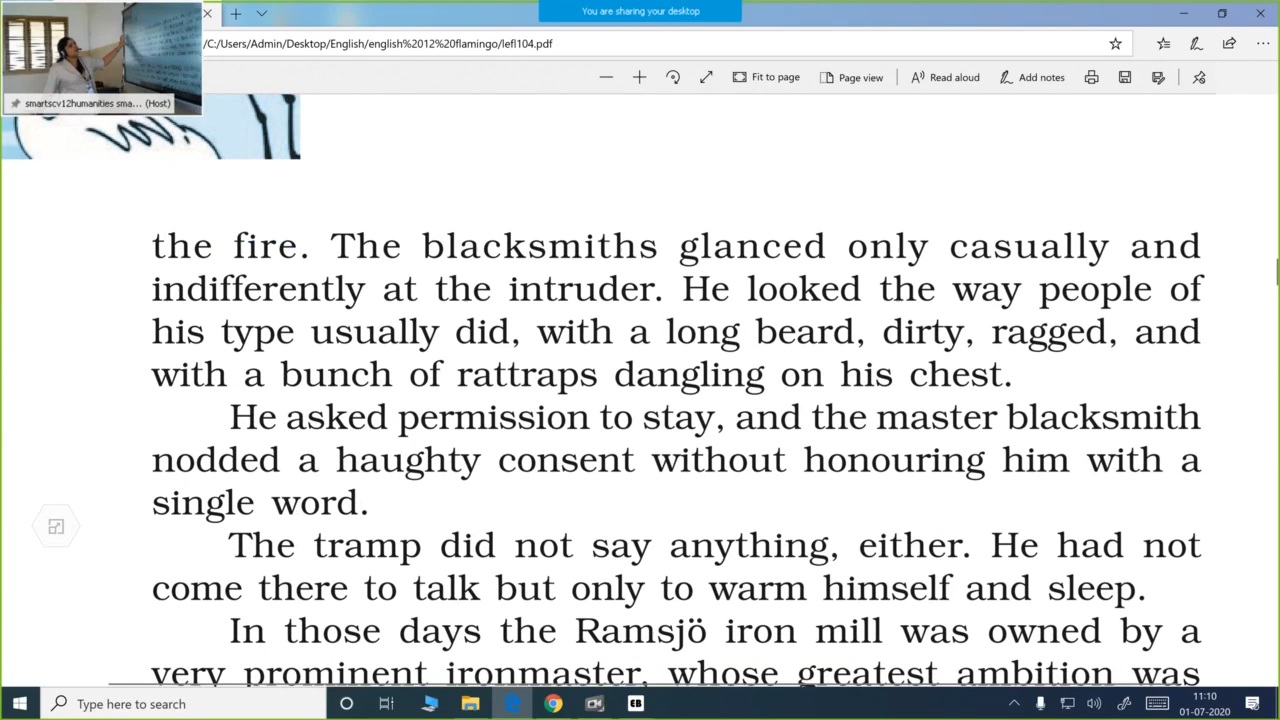 You are sharing your desktop
/C:/Users/Admin/Desktop/English/english%2012%20flamingo/lefl104.pdf
Fit to page
Page view
Read aloud
Add notes
smartscv12humanities sma... (Host)
the fire. The blacksmiths glanced only casually and
indifferently at the intruder. He looked the way people of
his type usually did, with a long beard, dirty, ragged, and
with a bunch of rattraps dangling on his chest.
He asked permission to stay, and the master blacksmith
nodded a haughty consent without honouring him with a
single word.
The tramp did not say anything, either. He had not
come there to talk but only to warm himself and sleep.
In those days the Ramsjö iron mill was owned by a
very prominent ironmaster, whose greatest ambition was
Type here to search
EB
11:10
01-07-2020